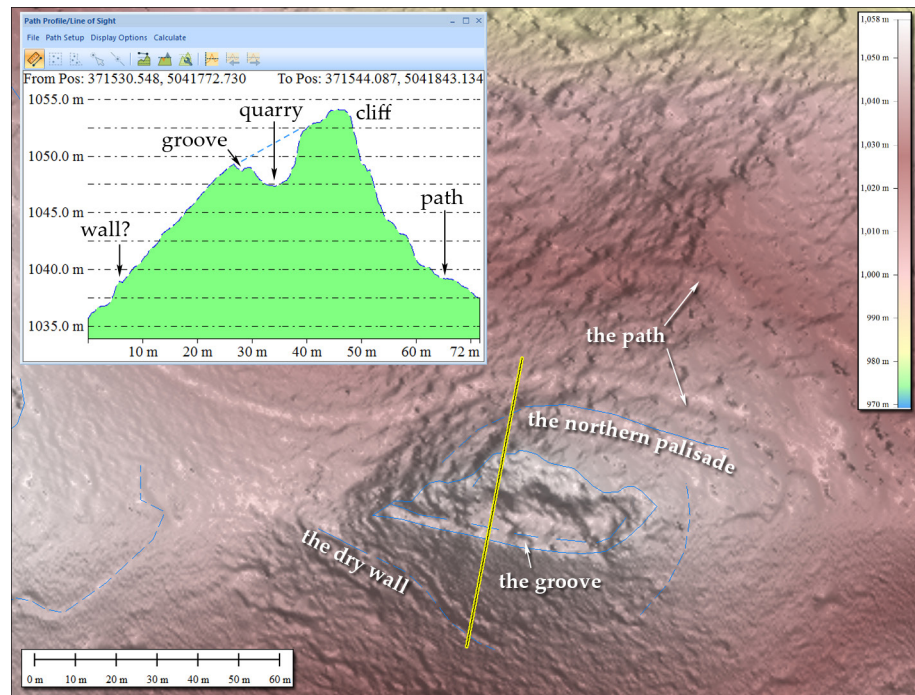 Path Profile/Line of Sight
File Path Setup Display Options Calculate
From Pos: 371530.548, 5041772.730 To Pos: 371544.087, 5041843.134
1055.0 m
1050.0 m
1045.0 m
1040.0 m
1035.0 m
quarry
cliff
groove
path
wall?
10 m 20 m 30 m 40 m 50 m 60 m 72 m
1,058 m
1,050 m
1,040 m
1,030 m
1,020 m
1,010 m
1,000 m
990 m
980 m
970 m
the path
the northern palisade
the dry wall
the groove
0 m 10 m 20 m 30 m 40 m 50 m 60 m